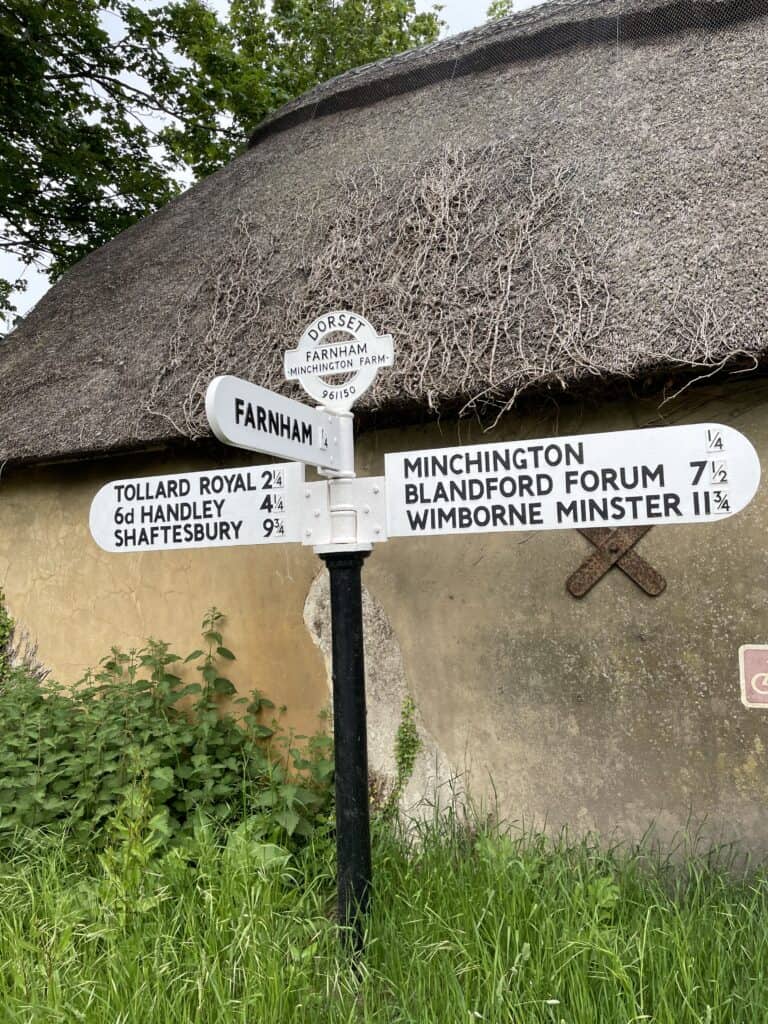 DORSET
FARNHAM
·MINCHINGTON FARM·
961150
FARNHAM ¼
TOLLARD ROYAL 2¼
6d HANDLEY 4¼
SHAFTESBURY 9¾
MINCHINGTON ¼
BLANDFORD FORUM 7½
WIMBORNE MINSTER 11¾